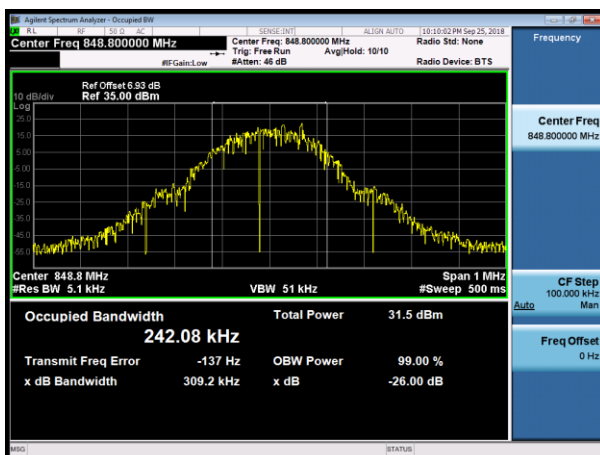 Agilent Spectrum Analyzer - Occupied BW
RL RF 50 Ω AC SENSE:INT ALIGN AUTO 10:10:02 PM Sep 25, 2018
Center Freq 848.800000 MHz Center Freq: 848.800000 MHz Radio Std: None
Trig: Free Run Avg|Hold: 10/10
#IFGain:Low #Atten: 46 dB Radio Device: BTS
Frequency
Ref Offset 6.93 dB
10 dB/div Ref 35.00 dBm
Log
25.0
15.0
5.00
-5.00
-15.0
-25.0
-35.0
-45.0
-55.0
Center 848.8 MHz Span 1 MHz
#Res BW 5.1 kHz VBW 51 kHz #Sweep 500 ms
Occupied Bandwidth Total Power 31.5 dBm
242.08 kHz
Transmit Freq Error -137 Hz OBW Power 99.00 %
x dB Bandwidth 309.2 kHz x dB -26.00 dB
Center Freq
848.800000 MHz
CF Step
100.000 kHz
Auto Man
Freq Offset
0 Hz
MSG STATUS